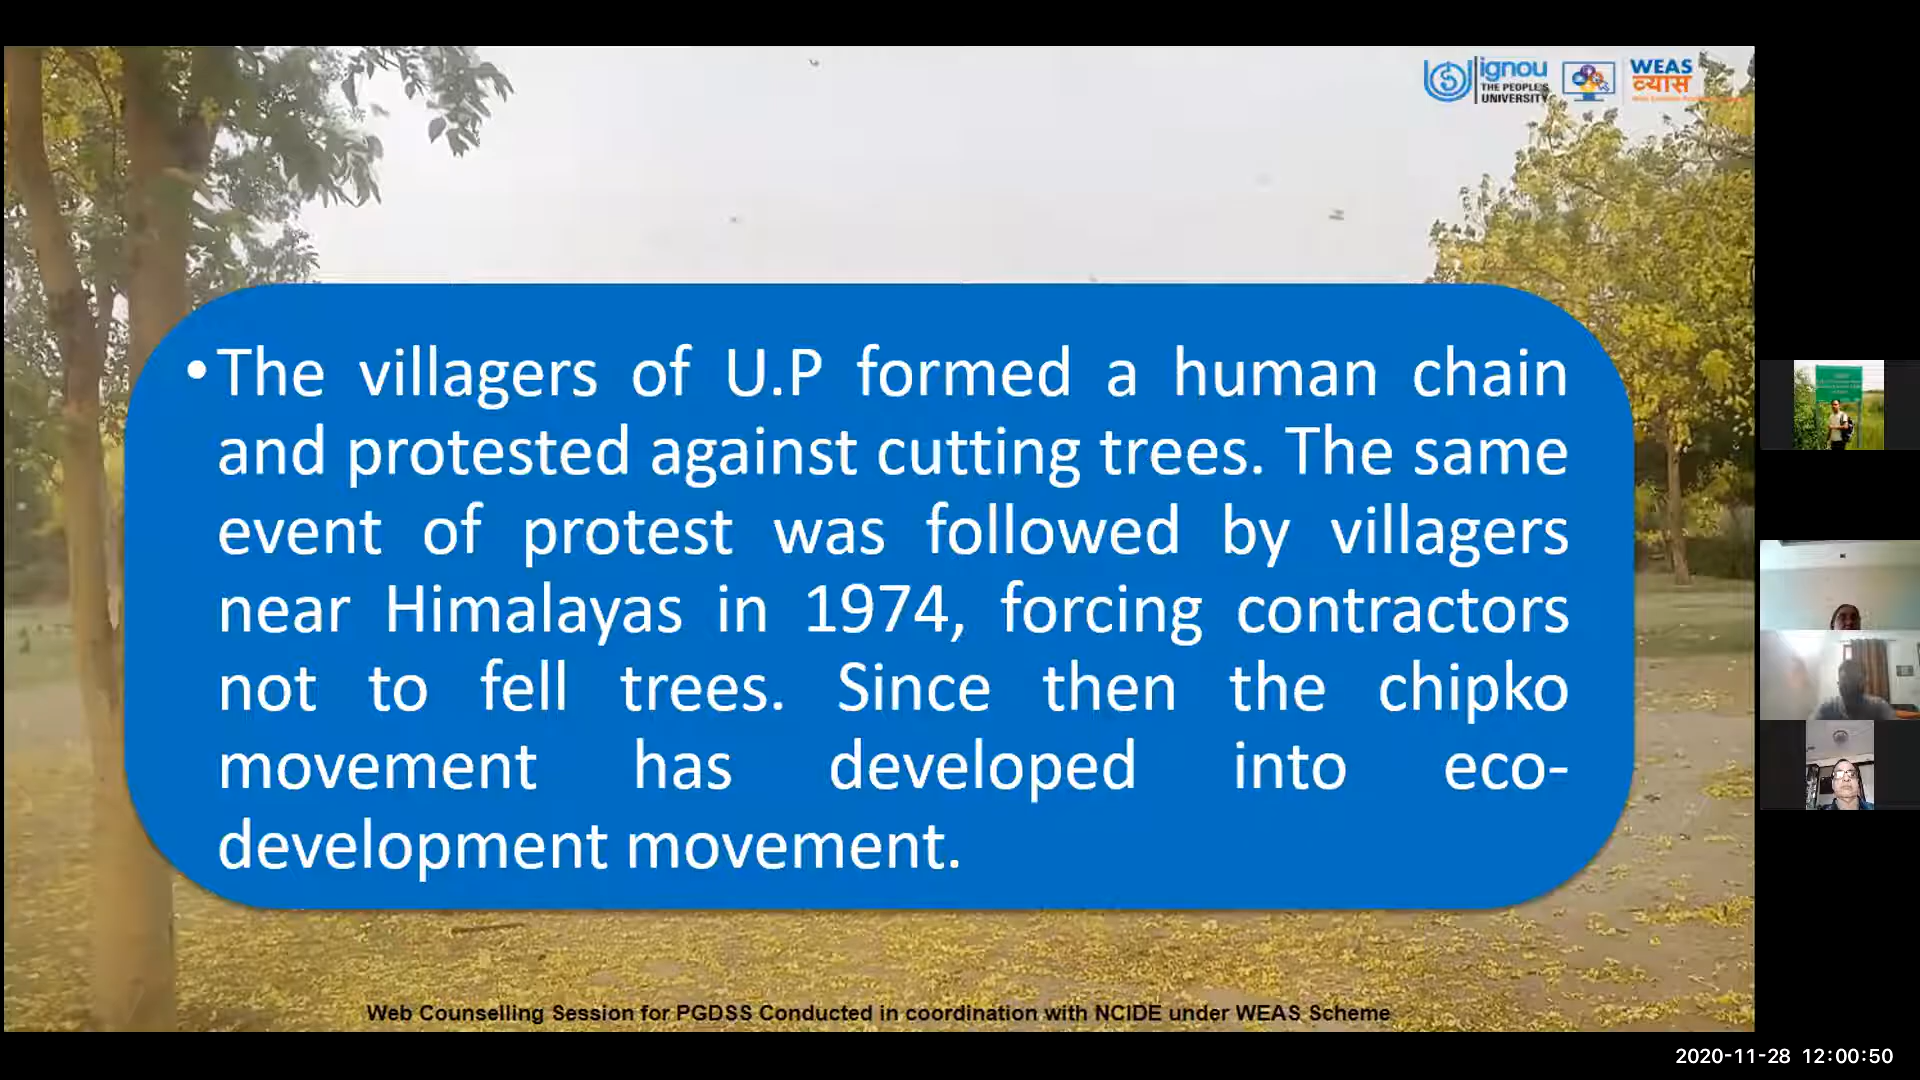 ignou
THE PEOPLE'S
UNIVERSITY
WEAS
व्यास
• The villagers of U.P formed a human chain
and protested against cutting trees. The same
event of protest was followed by villagers
near Himalayas in 1974, forcing contractors
not to fell trees. Since then the chipko
movement has developed into eco-
development movement.
Web Counselling Session for PGDSS Conducted in coordination with NCIDE under WEAS Scheme
2020-11-28 12:00:50